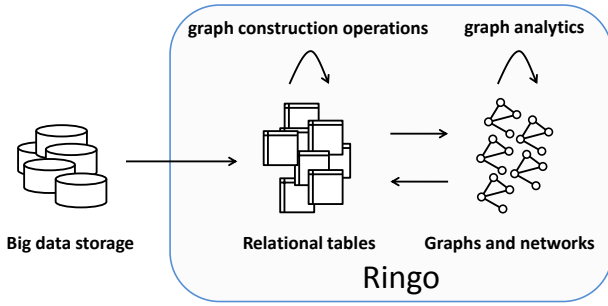 graph construction operations
graph analytics
Big data storage
Relational tables
Graphs and networks
Ringo